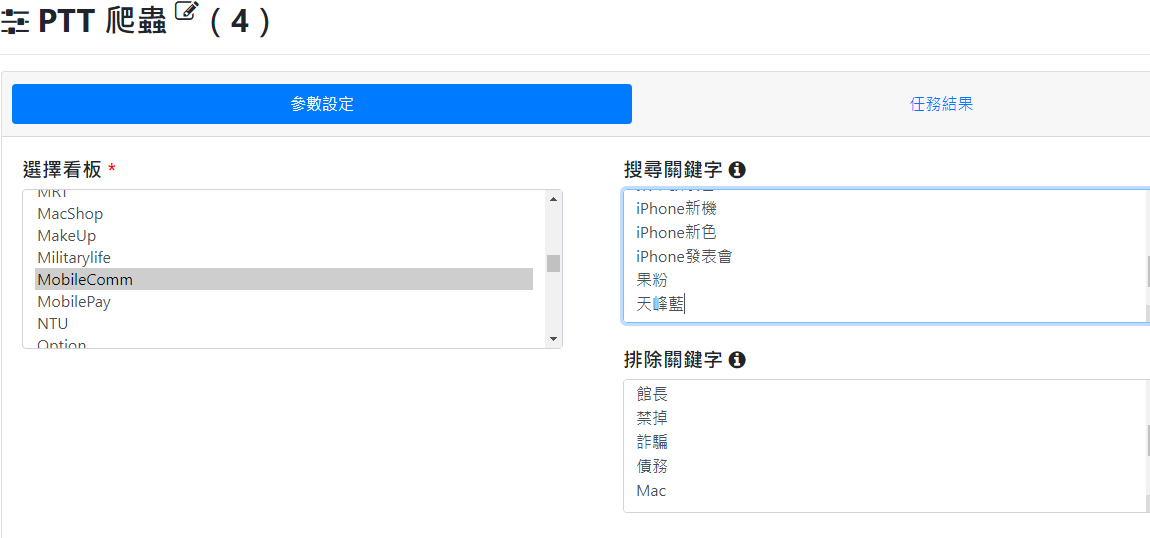 PTT 爬蟲 ( 4 )
參數設定
任務結果
選擇看板 *
MRT
MacShop
MakeUp
Militarylife
MobileComm
MobilePay
NTU
Option
搜尋關鍵字
iPhone新機
iPhone新色
iPhone發表會
果粉
天峰藍
排除關鍵字
館長
禁掉
詐騙
債務
Mac